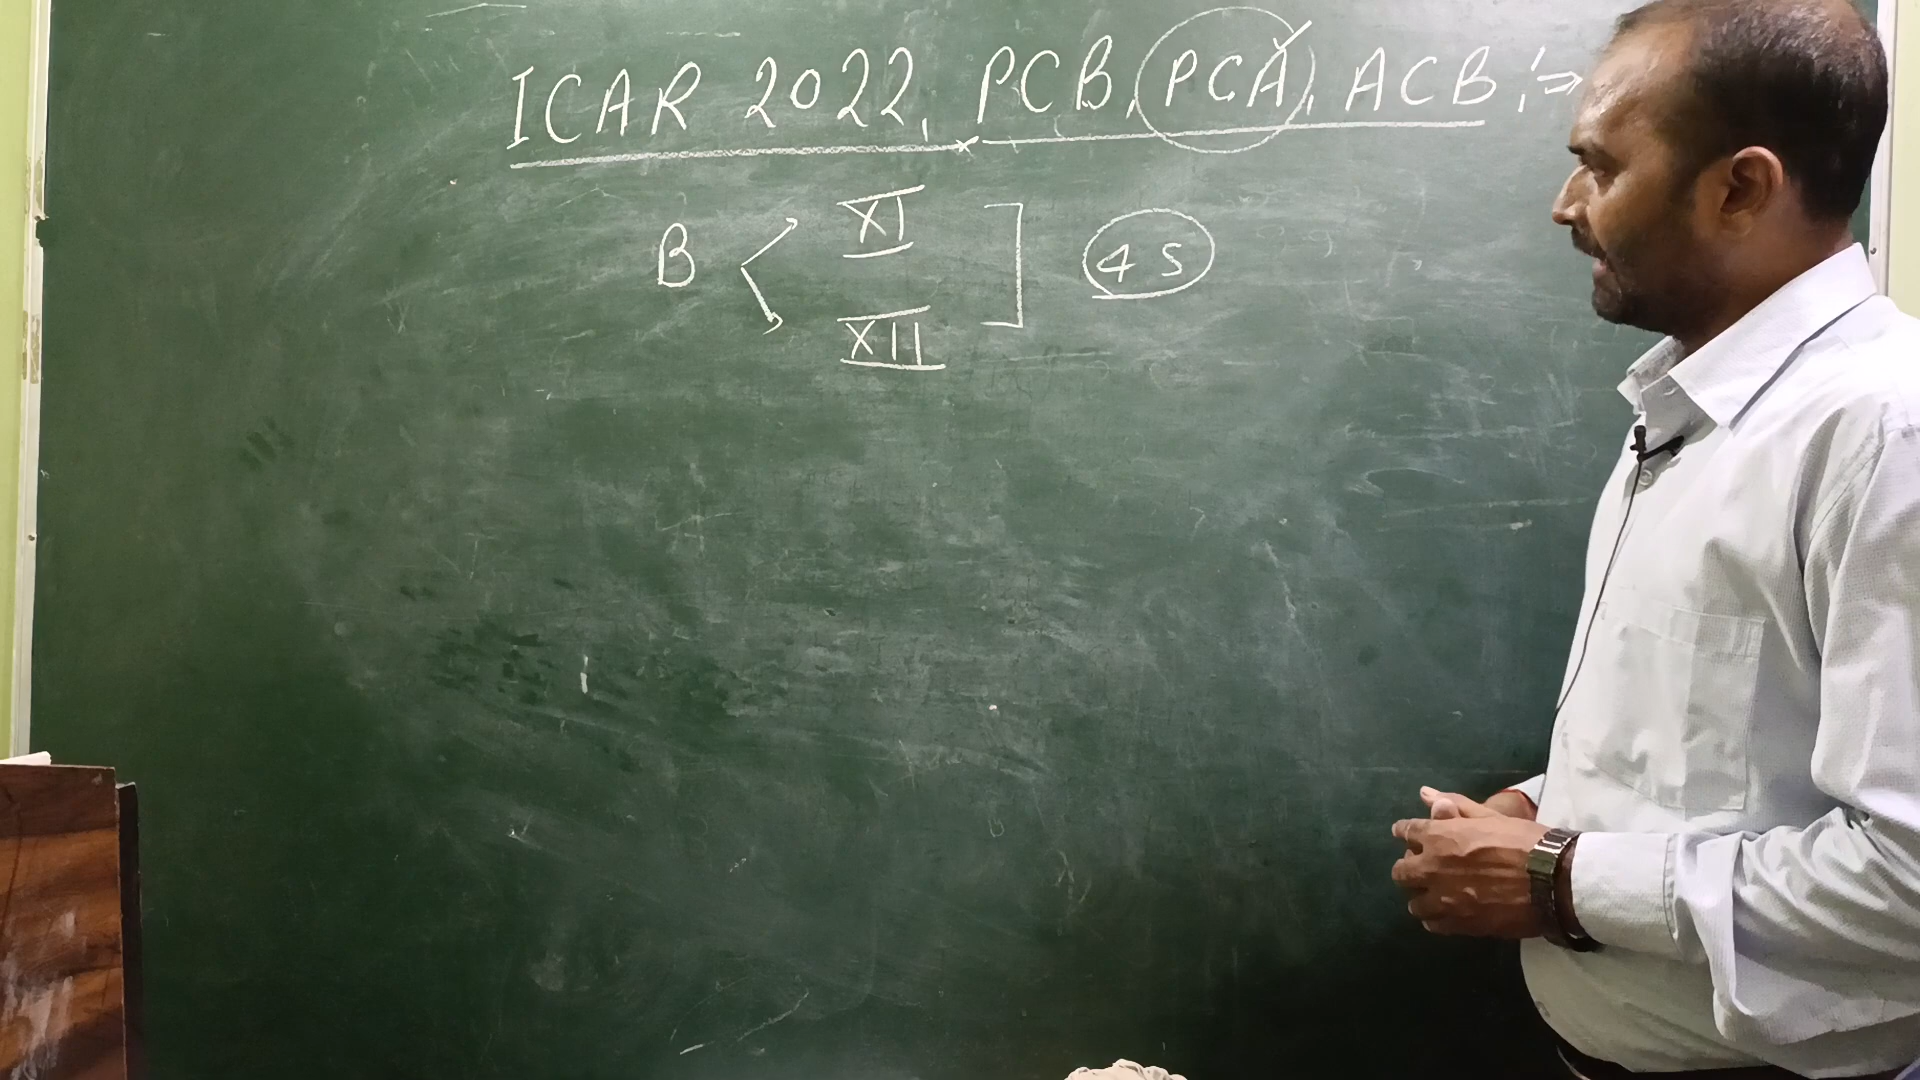 ICAR 2022, PCB, PCA, ACB :⇒
XI
B
45
XII